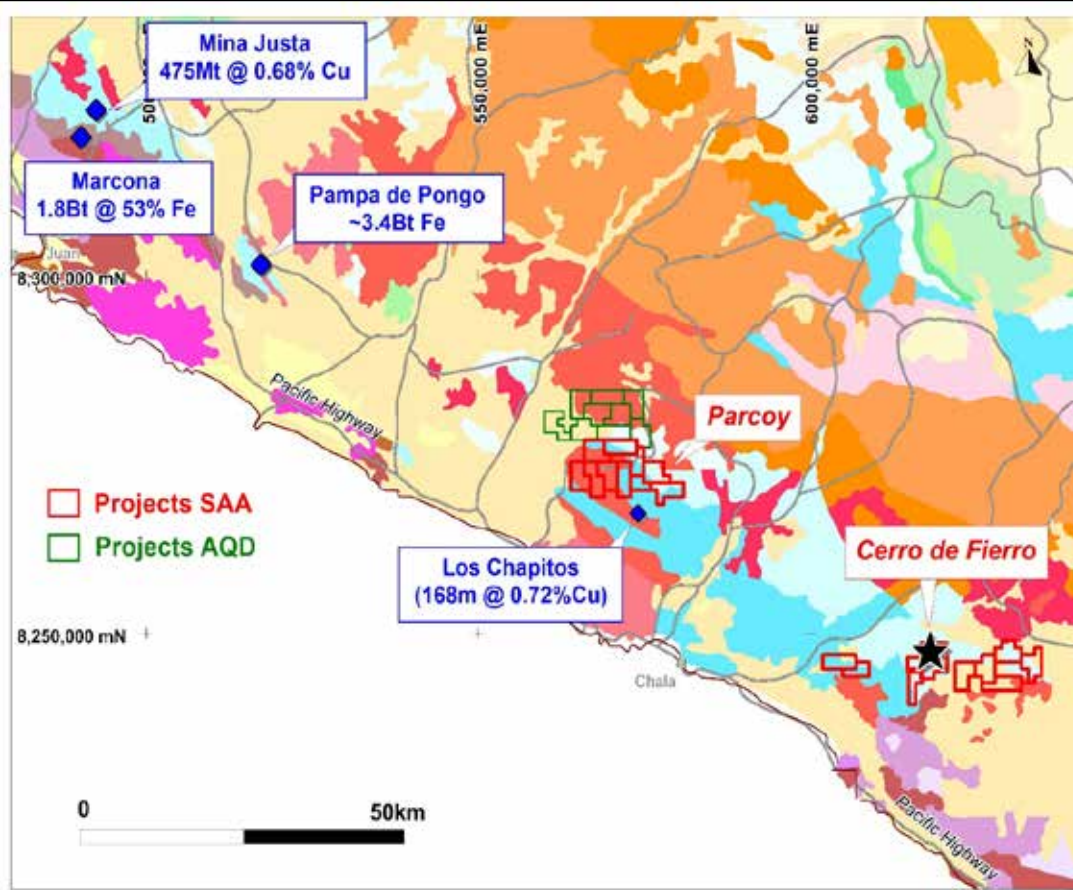 Mina Justa
475Mt @ 0.68% Cu
550,000 mE
600,000 mE
N
Marcona
1.8Bt @ 53% Fe
Pampa de Pongo
~3.4Bt Fe
Juan
8,300,000 mN
Pacific Highway
Parcoy
Projects SAA
Projects AQD
Los Chapitos
(168m @ 0.72%Cu)
Cerro de Fierro
8,250,000 mN
Chala
0
50km
Pacific Highway